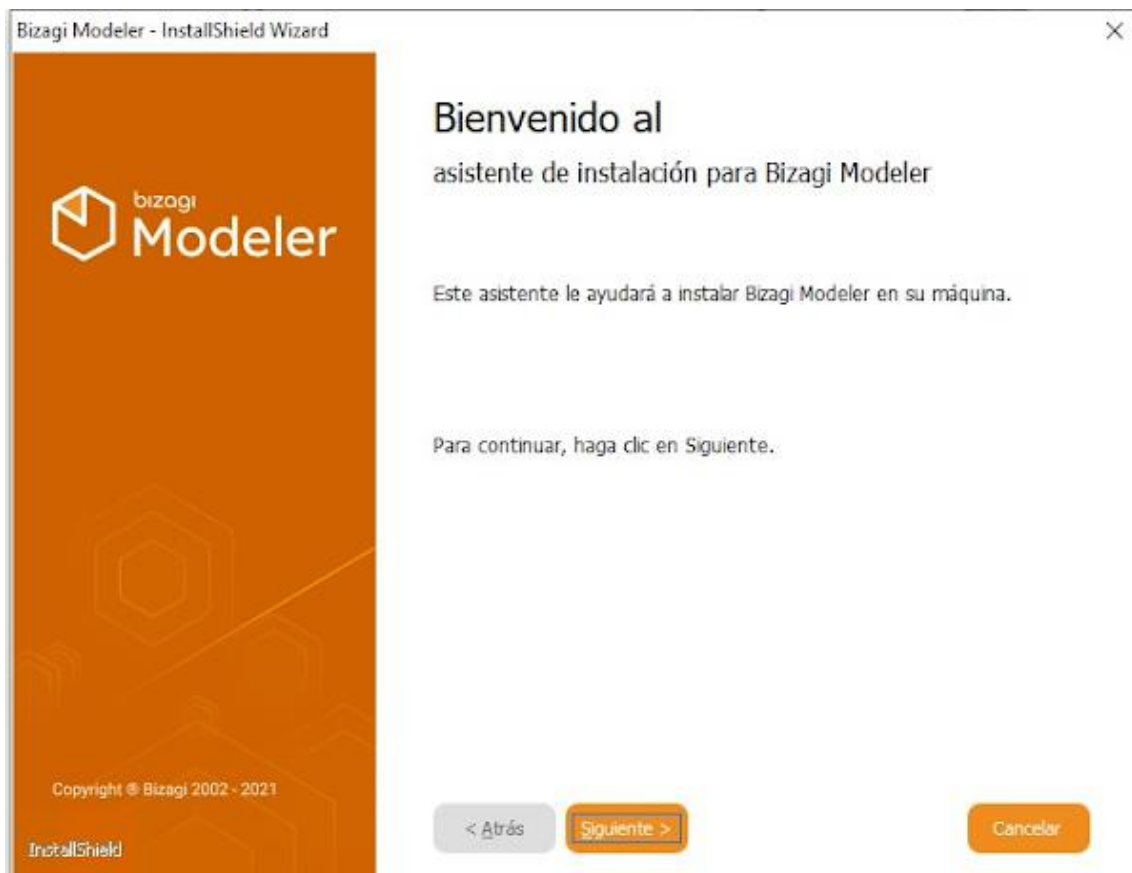 Bizagi Modeler - InstallShield Wizard
bizagi
Modeler
Bienvenido al
asistente de instalación para Bizagi Modeler
Este asistente le ayudará a instalar Bizagi Modeler en su máquina.
Para continuar, haga clic en Siguiente.
Copyright ® Bizagi 2002 - 2021
InstallShield
< Atrás
Siguiente >
Cancelar